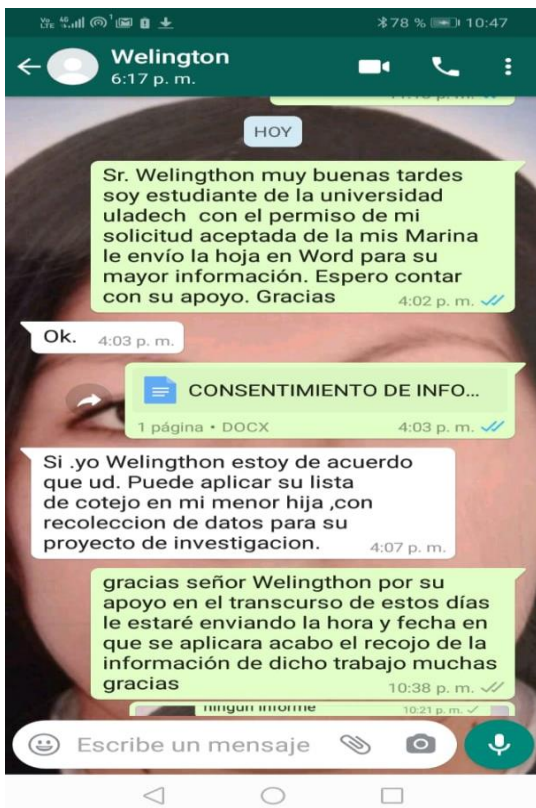 Vo
LTE
46
78 %
10:47
Welington
6:17 p. m.
HOY
Sr. Welingthon muy buenas tardes
soy estudiante de la universidad
uladech con el permiso de mi
solicitud aceptada de la mis Marina
le envío la hoja en Word para su
mayor información. Espero contar
con su apoyo. Gracias
4:02 p. m.
Ok.
4:03 p. m.
CONSENTIMIENTO DE INFO...
1 página • DOCX
4:03 p. m.
Si .yo Welingthon estoy de acuerdo
que ud. Puede aplicar su lista
de cotejo en mi menor hija ,con
recoleccion de datos para su
proyecto de investigacion.
4:07 p. m.
gracias señor Welingthon por su
apoyo en el transcurso de estos días
le estaré enviando la hora y fecha en
que se aplicara acabo el recojo de la
información de dicho trabajo muchas
gracias
10:38 p. m.
ningun informe
10:21 p. m.
Escribe un mensaje